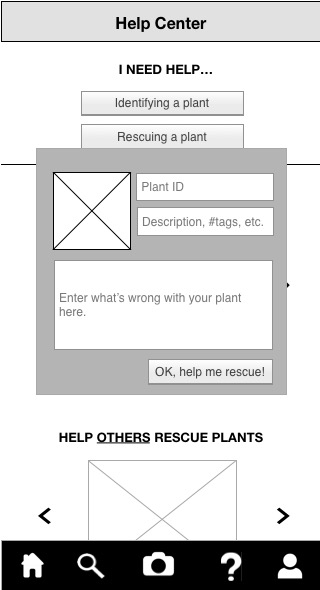 Help Center
I NEED HELP...
Identifying a plant
Rescuing a plant
Plant ID
Description, #tags, etc.
Enter what's wrong with your plant
here.
OK, help me rescue!
HELP OTHERS RESCUE PLANTS